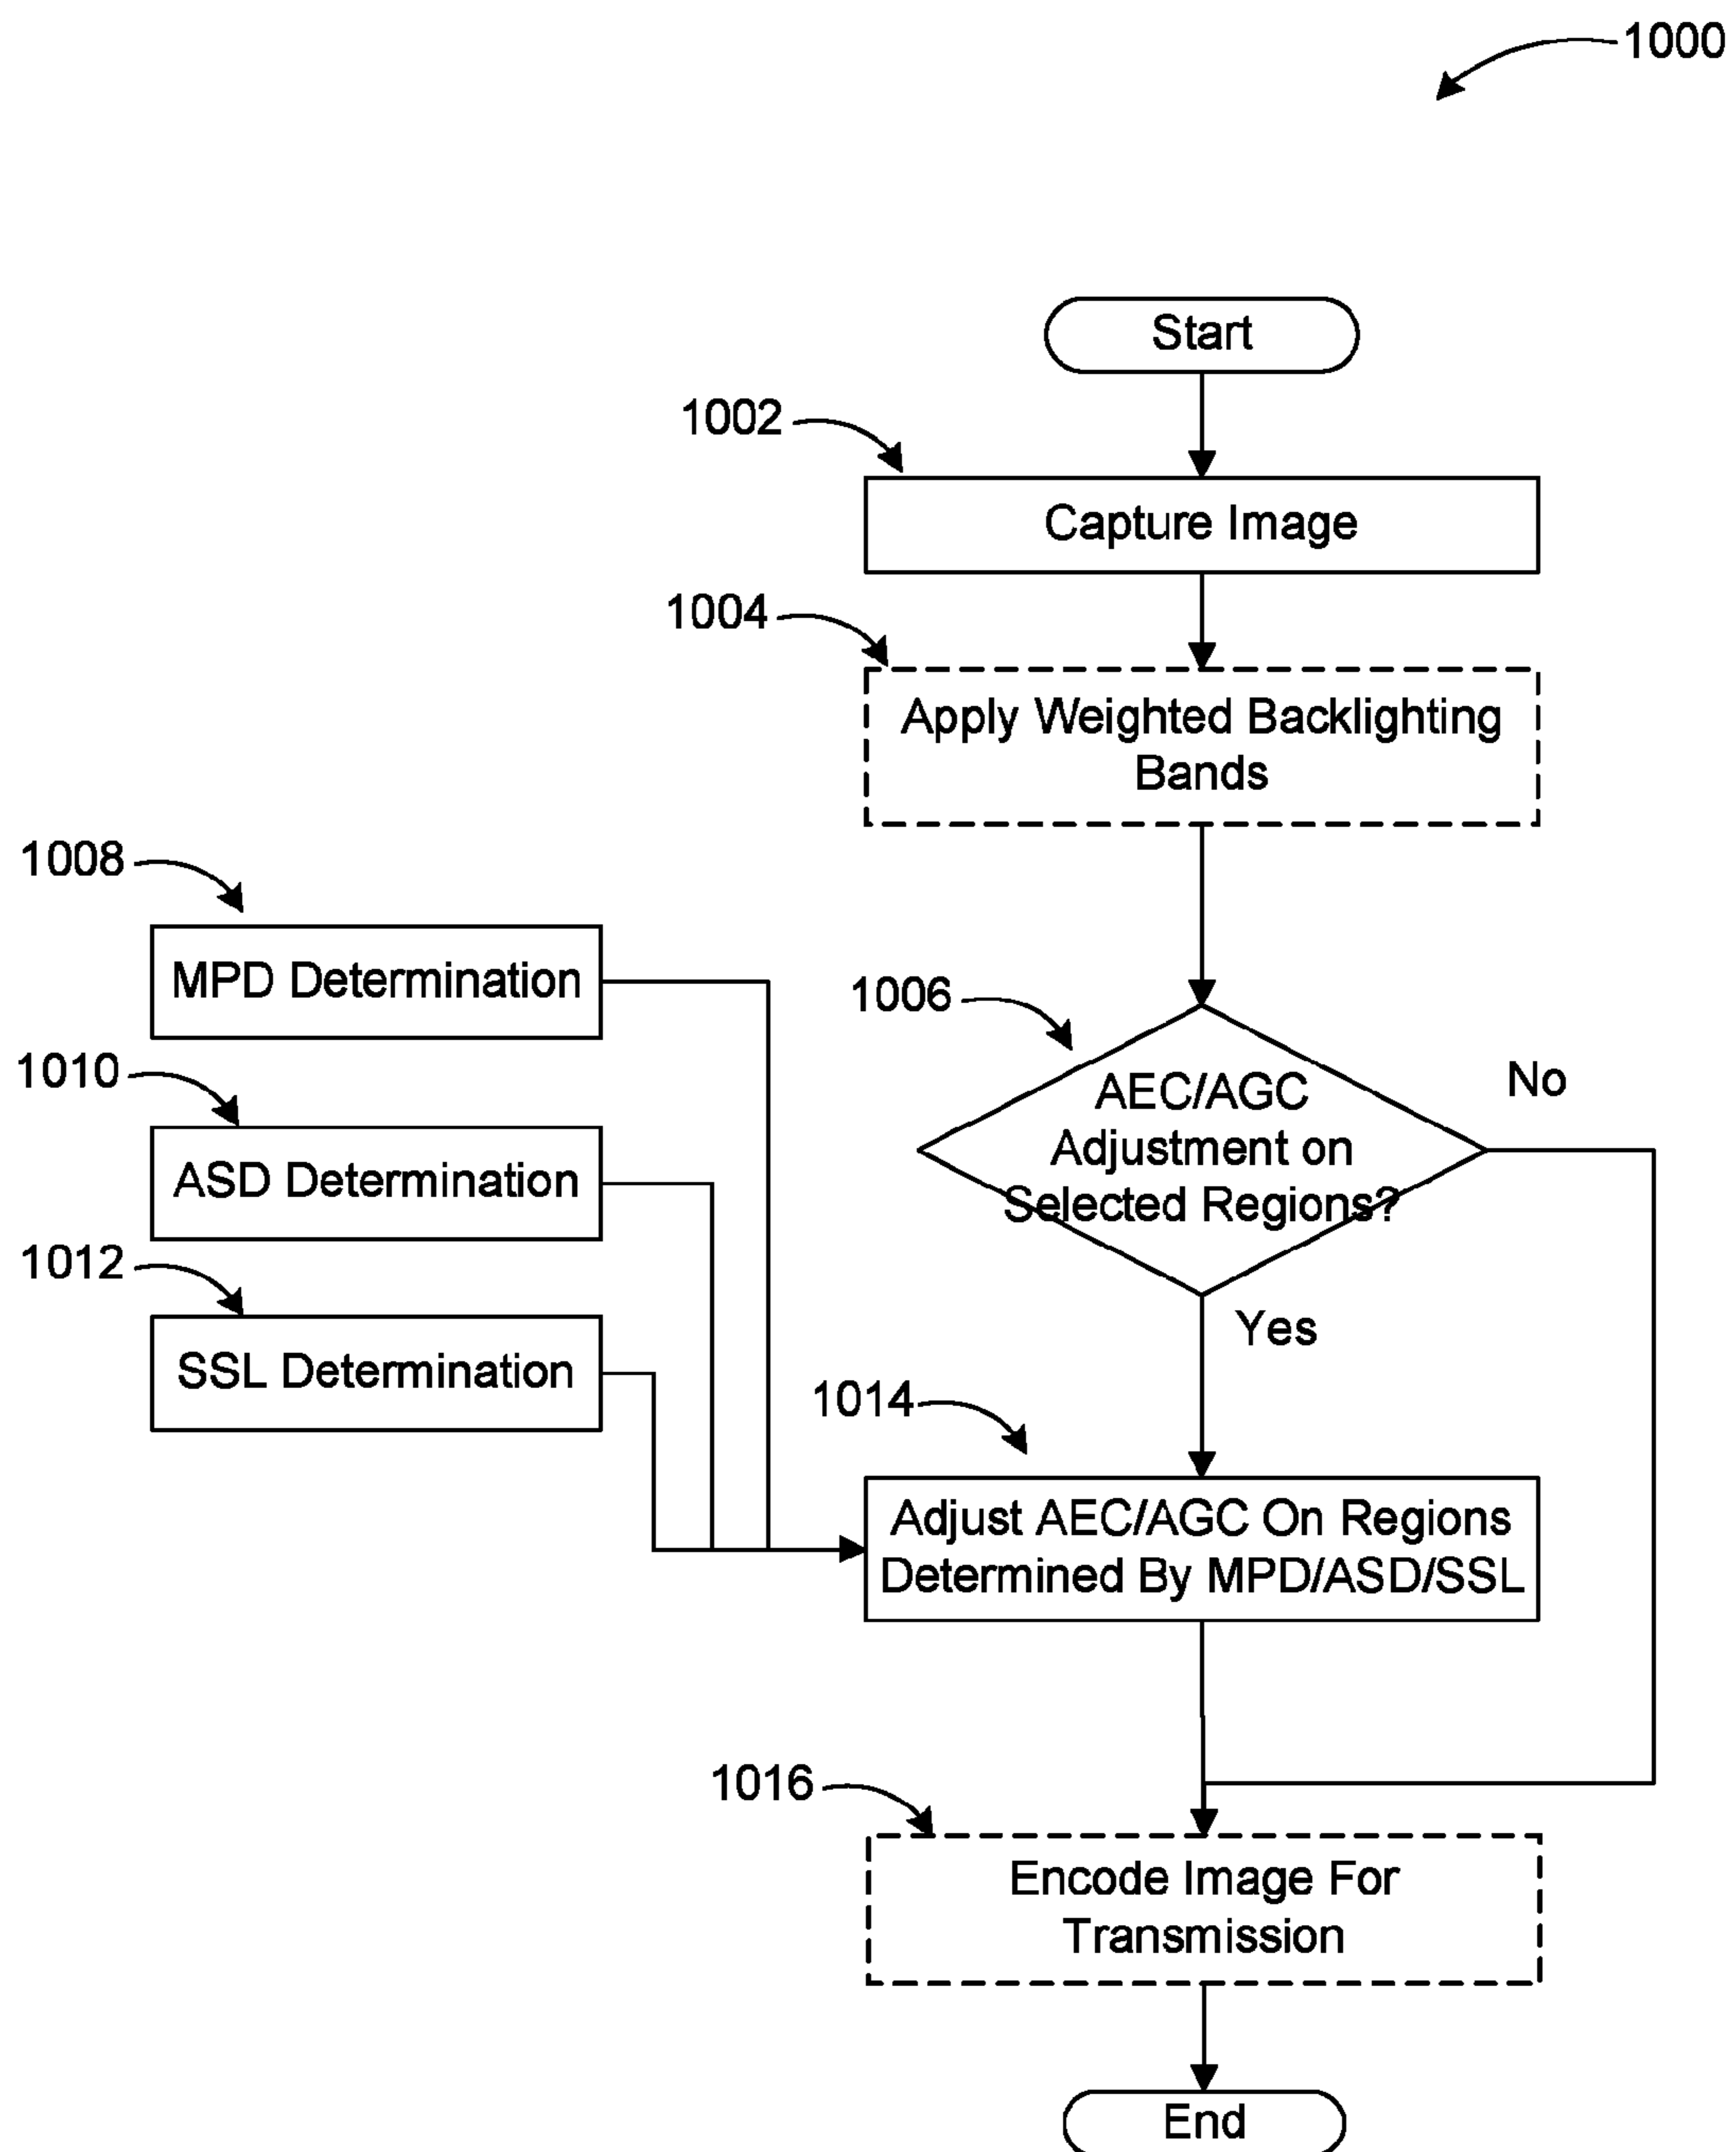 1000
Start
1002
Capture Image
1004
Apply Weighted Backlighting
Bands
1008
MPD Determination
1006
AEC/AGC
Adjustment on
Selected Regions?
No
1010
ASD Determination
1012
SSL Determination
Yes
1014
Adjust AEC/AGC On Regions
Determined By MPD/ASD/SSL
1016
Encode Image For
Transmission
End